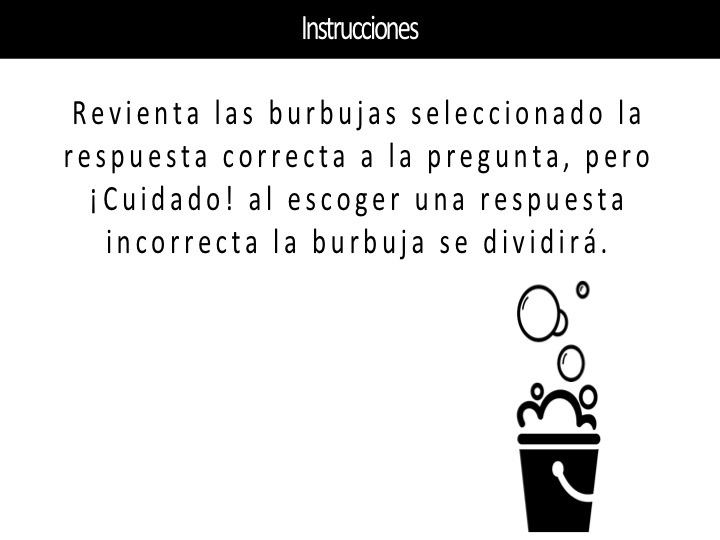 Instrucciones
Revienta las burbujas seleccionado la
respuesta correcta a la pregunta, pero
¡Cuidado! al escoger una respuesta
incorrecta la burbuja se dividirá.